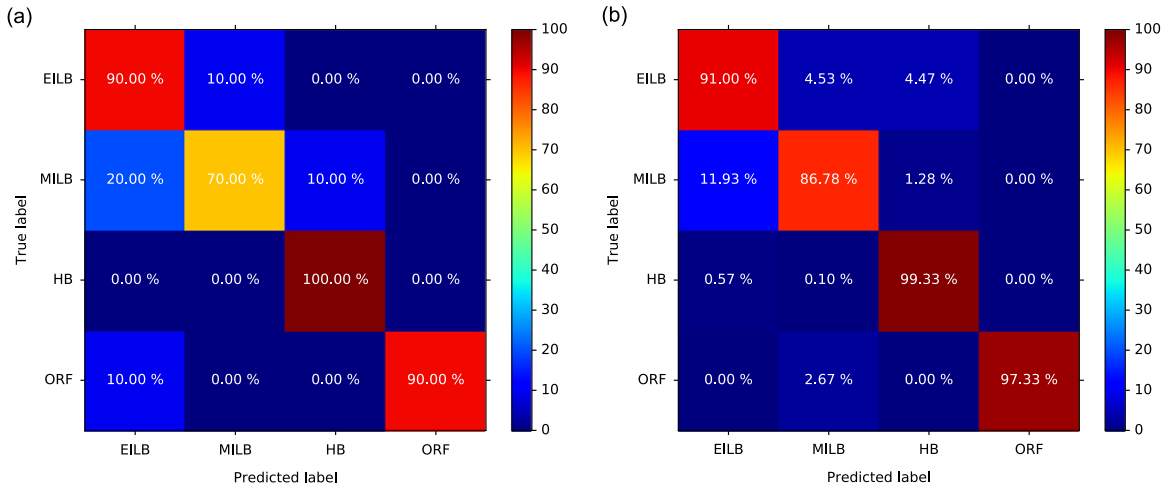 (a)
EILB
MILB
HB
ORF
True label
90.00 % 10.00 % 0.00 % 0.00 %
20.00 % 70.00 % 10.00 % 0.00 %
0.00 % 0.00 % 100.00 % 0.00 %
10.00 % 0.00 % 0.00 % 90.00 %
EILB MILB HB ORF
Predicted label
100
90
80
70
60
50
40
30
20
10
0
(b)
EILB
MILB
HB
ORF
True label
91.00 % 4.53 % 4.47 % 0.00 %
11.93 % 86.78 % 1.28 % 0.00 %
0.57 % 0.10 % 99.33 % 0.00 %
0.00 % 2.67 % 0.00 % 97.33 %
EILB MILB HB ORF
Predicted label
100
90
80
70
60
50
40
30
20
10
0